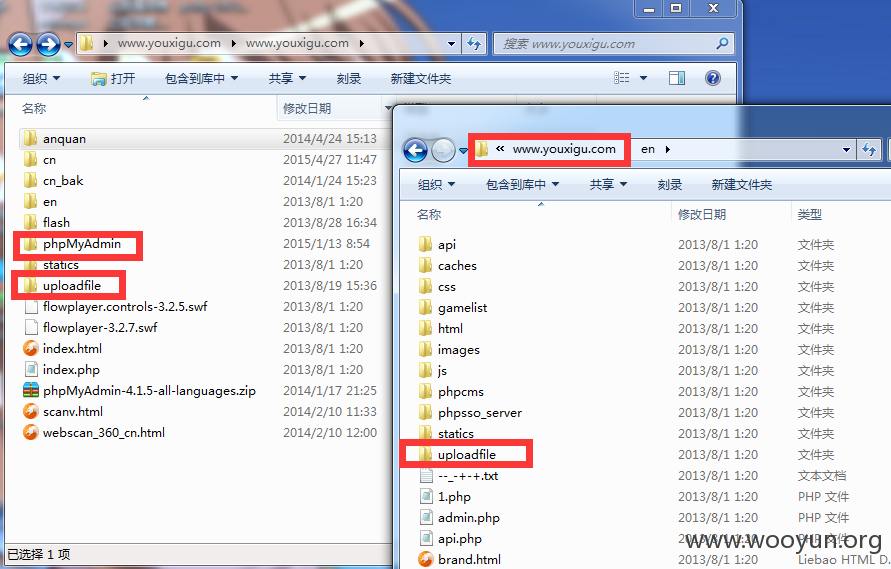 www.youxigu.com ▸ www.youxigu.com ▸
搜索 www.youxigu.com
组织 打开 包含到库中 共享 刻录 新建文件夹
名称 修改日期
anquan 2014/4/24 15:13
cn 2015/4/27 11:47
cn_bak 2014/1/24 15:23
en 2013/8/1 1:20
flash 2013/8/28 16:34
phpMyAdmin 2015/1/13 8:54
statics 2013/8/1 1:20
uploadfile 2013/8/19 15:36
flowplayer.controls-3.2.5.swf 2013/8/1 1:20
flowplayer-3.2.7.swf 2013/8/1 1:20
index.html 2013/8/1 1:20
index.php 2013/8/1 1:20
phpMyAdmin-4.1.5-all-languages.zip 2014/1/17 21:25
scanv.html 2014/2/10 11:33
webscan_360_cn.html 2014/2/10 12:00
已选择 1 项
« www.youxigu.com en ▸
组织 包含到库中 共享 刻录 新建文件夹
名称 修改日期 类型
api 2013/8/1 1:20 文件夹
caches 2013/8/1 1:20 文件夹
css 2013/8/1 1:20 文件夹
gamelist 2013/8/1 1:20 文件夹
html 2013/8/1 1:20 文件夹
images 2013/8/1 1:20 文件夹
js 2013/8/1 1:20 文件夹
phpcms 2013/8/1 1:20 文件夹
phpsso_server 2013/8/1 1:20 文件夹
statics 2013/8/1 1:20 文件夹
uploadfile 2013/8/1 1:20 文件夹
--_-+-+.txt 2013/8/1 1:20 文本文档
1.php 2013/8/1 1:20 PHP 文件
admin.php 2013/8/1 1:20 PHP 文件
api.php 2013/8/1 1:20 PHP 文件
brand.html 2013/8/1 1:20 Liebao HTML D.
www.wooyun.org